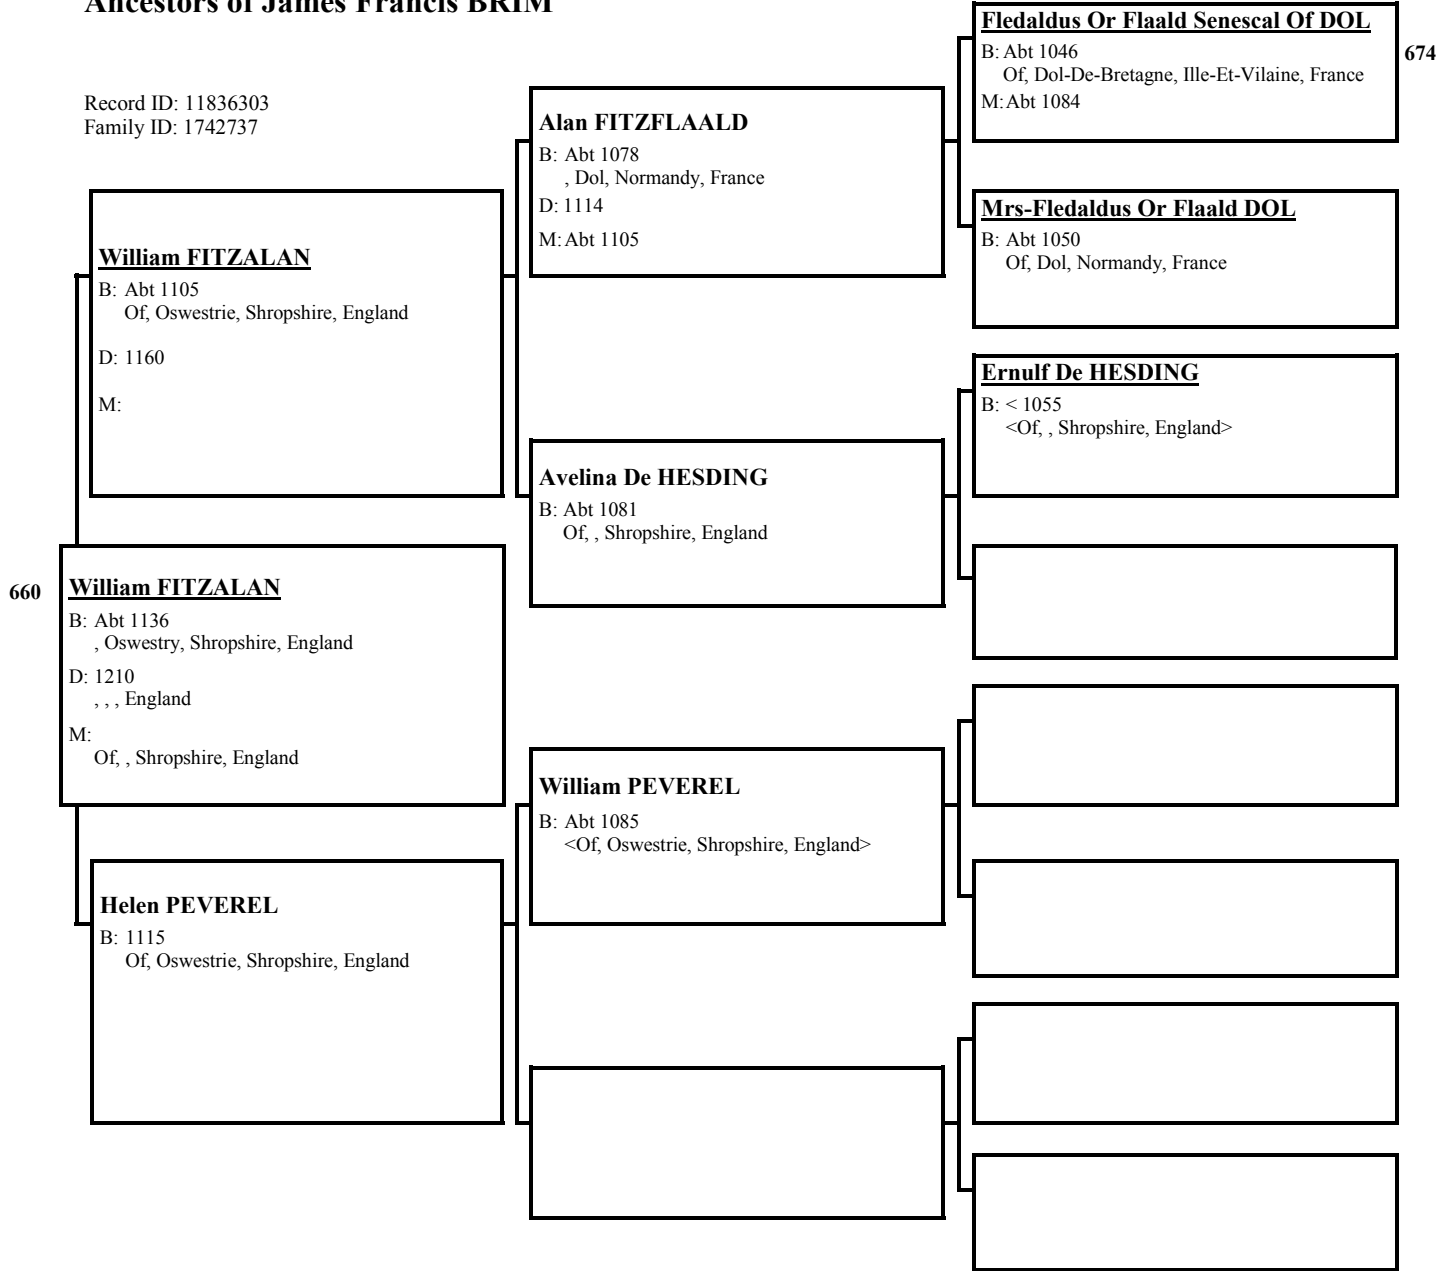 Ancestors of James Francis BRIM
Record ID: 11836303
Family ID: 1742737
660
William FITZALAN
B: Abt 1136
, Oswestry, Shropshire, England
D: 1210
, , , England
M:
Of, , Shropshire, England
William FITZALAN
B: Abt 1105
Of, Oswestrie, Shropshire, England
D: 1160
M:
Helen PEVEREL
B: 1115
Of, Oswestrie, Shropshire, England
Alan FITZFLAALD
B: Abt 1078
, Dol, Normandy, France
D: 1114
M: Abt 1105
Avelina De HESDING
B: Abt 1081
Of, , Shropshire, England
William PEVEREL
B: Abt 1085
<Of, Oswestrie, Shropshire, England>
Fledaldus Or Flaald Senescal Of DOL
B: Abt 1046
Of, Dol-De-Bretagne, Ille-Et-Vilaine, France
M: Abt 1084
674
Mrs-Fledaldus Or Flaald DOL
B: Abt 1050
Of, Dol, Normandy, France
Ernulf De HESDING
B: < 1055
<Of, , Shropshire, England>